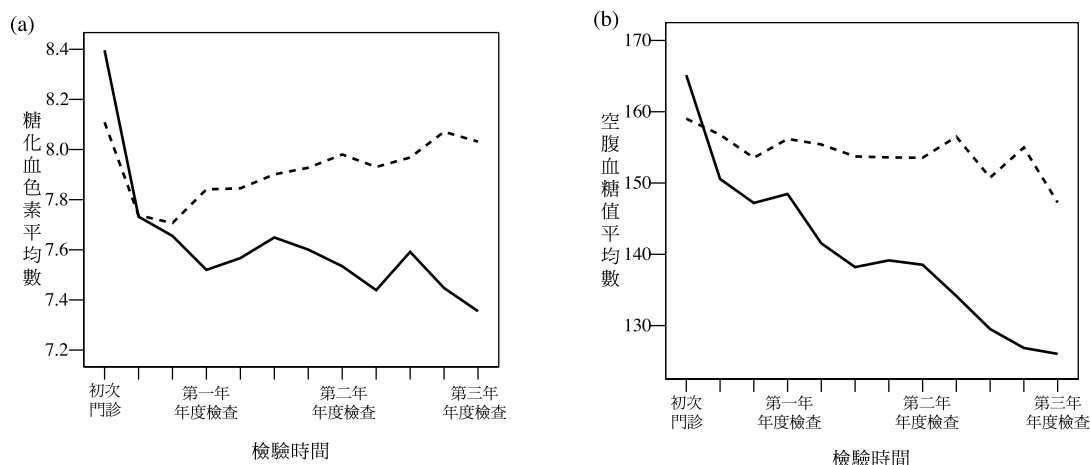 (a)
8.4
8.2
8.0
7.8
7.6
7.4
7.2
糖化血色素平均數
初次
門診
第一年
年度檢查
第二年
年度檢查
第三年
年度檢查
檢驗時間
(b)
170
160
150
140
130
空腹血糖值平均數
初次
門診
第一年
年度檢查
第二年
年度檢查
第三年
年度檢查
檢驗時間